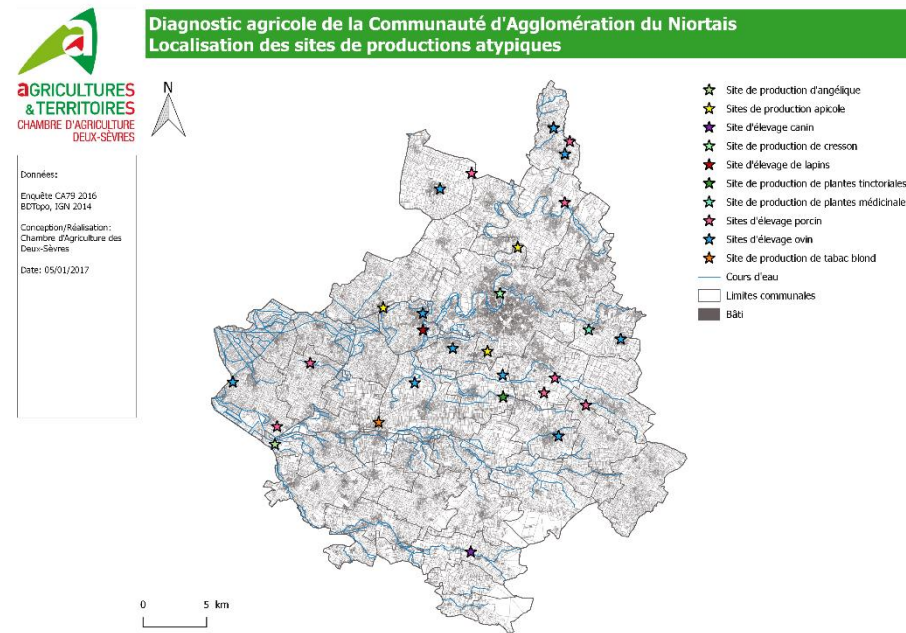 Diagnostic agricole de la Communauté d'Agglomération du Niortais
Localisation des sites de productions atypiques
aGRICULTURES
& TERRITOIRES
CHAMBRE D'AGRICULTURE
DEUX-SÈVRES
Données:
Enquête CA79 2016
BDTopo, IGN 2014
Conception/Réalisation:
Chambre d'Agriculture des
Deux-Sèvres
Date: 05/01/2017
N
Site de production d'angélique
Sites de production apicole
Site d'élevage canin
Site de production de cresson
Site d'élevage de lapins
Site de production de plantes tinctoriales
Site de production de plantes médicinale
Sites d'élevage porcin
Sites d'élevage ovin
Site de production de tabac blond
Cours d'eau
Limites communales
Bâti
0 5 km